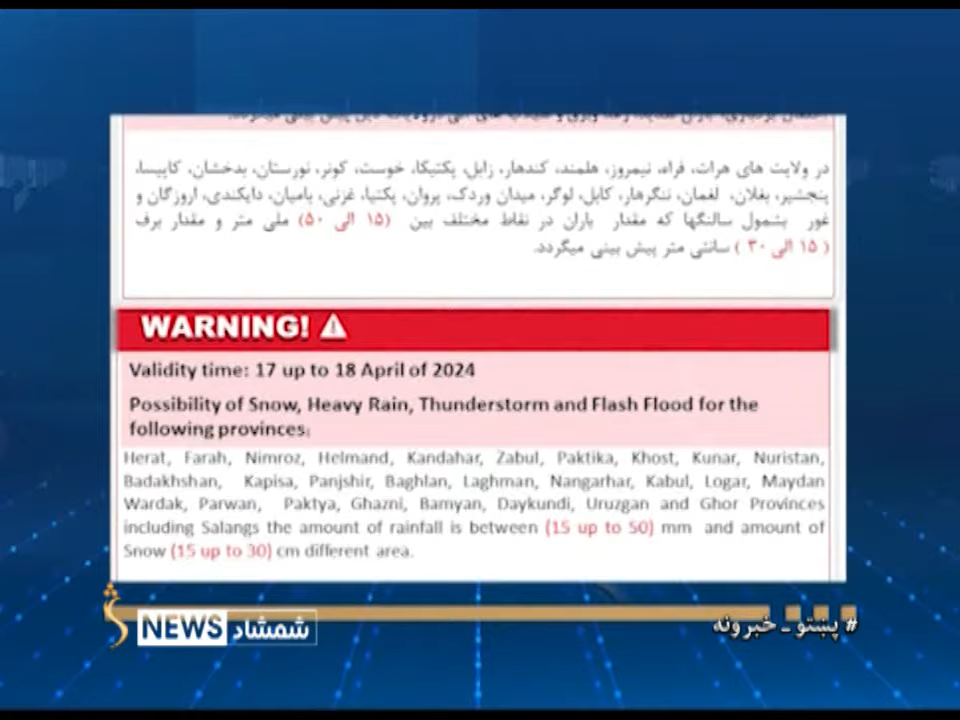 در ولایت های هرات، فراه، نیمروز، هلمند، کندهار، زابل، پکتیکا، خوست، کونر، نورستان، بدخشان، کاپیسا،
پنجشیر، بغلان، لغمان، ننگرهار، کابل، لوگر، میدان وردک، پروان، پکتیا، غزنی، بامیان، دایکندی، اروزگان و
غور بشمول سالنگها که مقدار باران در نقاط مختلف بین (۱۵ الی ۵۰) ملی متر و مقدار برف
(۱۵ الی ۳۰) سانتی متر پیش بینی میگردد.
WARNING!
Validity time: 17 up to 18 April of 2024
Possibility of Snow, Heavy Rain, Thunderstorm and Flash Flood for the
following provinces:
Herat, Farah, Nimroz, Helmand, Kandahar, Zabul, Paktika, Khost, Kunar, Nuristan,
Badakhshan, Kapisa, Panjshir, Baghlan, Laghman, Nangarhar, Kabul, Logar, Maydan
Wardak, Parwan, Paktya, Ghazni, Bamyan, Daykundi, Uruzgan and Ghor Provinces
including Salangs the amount of rainfall is between (15 up to 50) mm and amount of
Snow (15 up to 30) cm different area.
NEWS شمشاد
# پښتو - خبرونه